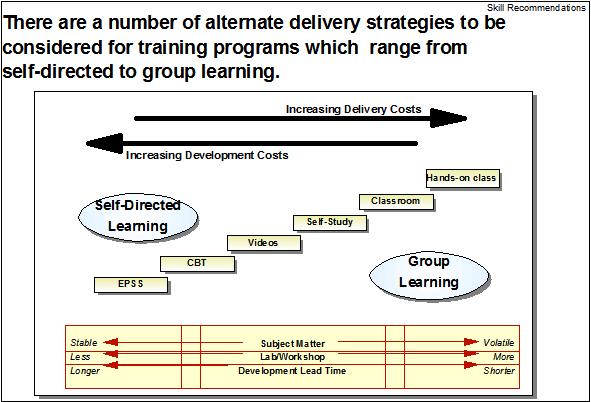 Skill Recommendations
There are a number of alternate delivery strategies to be
considered for training programs which range from
self-directed to group learning.
Increasing Delivery Costs
Increasing Development Costs
Hands-on class
Classroom
Self-Directed
Learning
Self-Study
Videos
CBT
Group
Learning
EPSS
Stable Subject Matter Volatile
Less Lab/Workshop More
Longer Development Lead Time Shorter